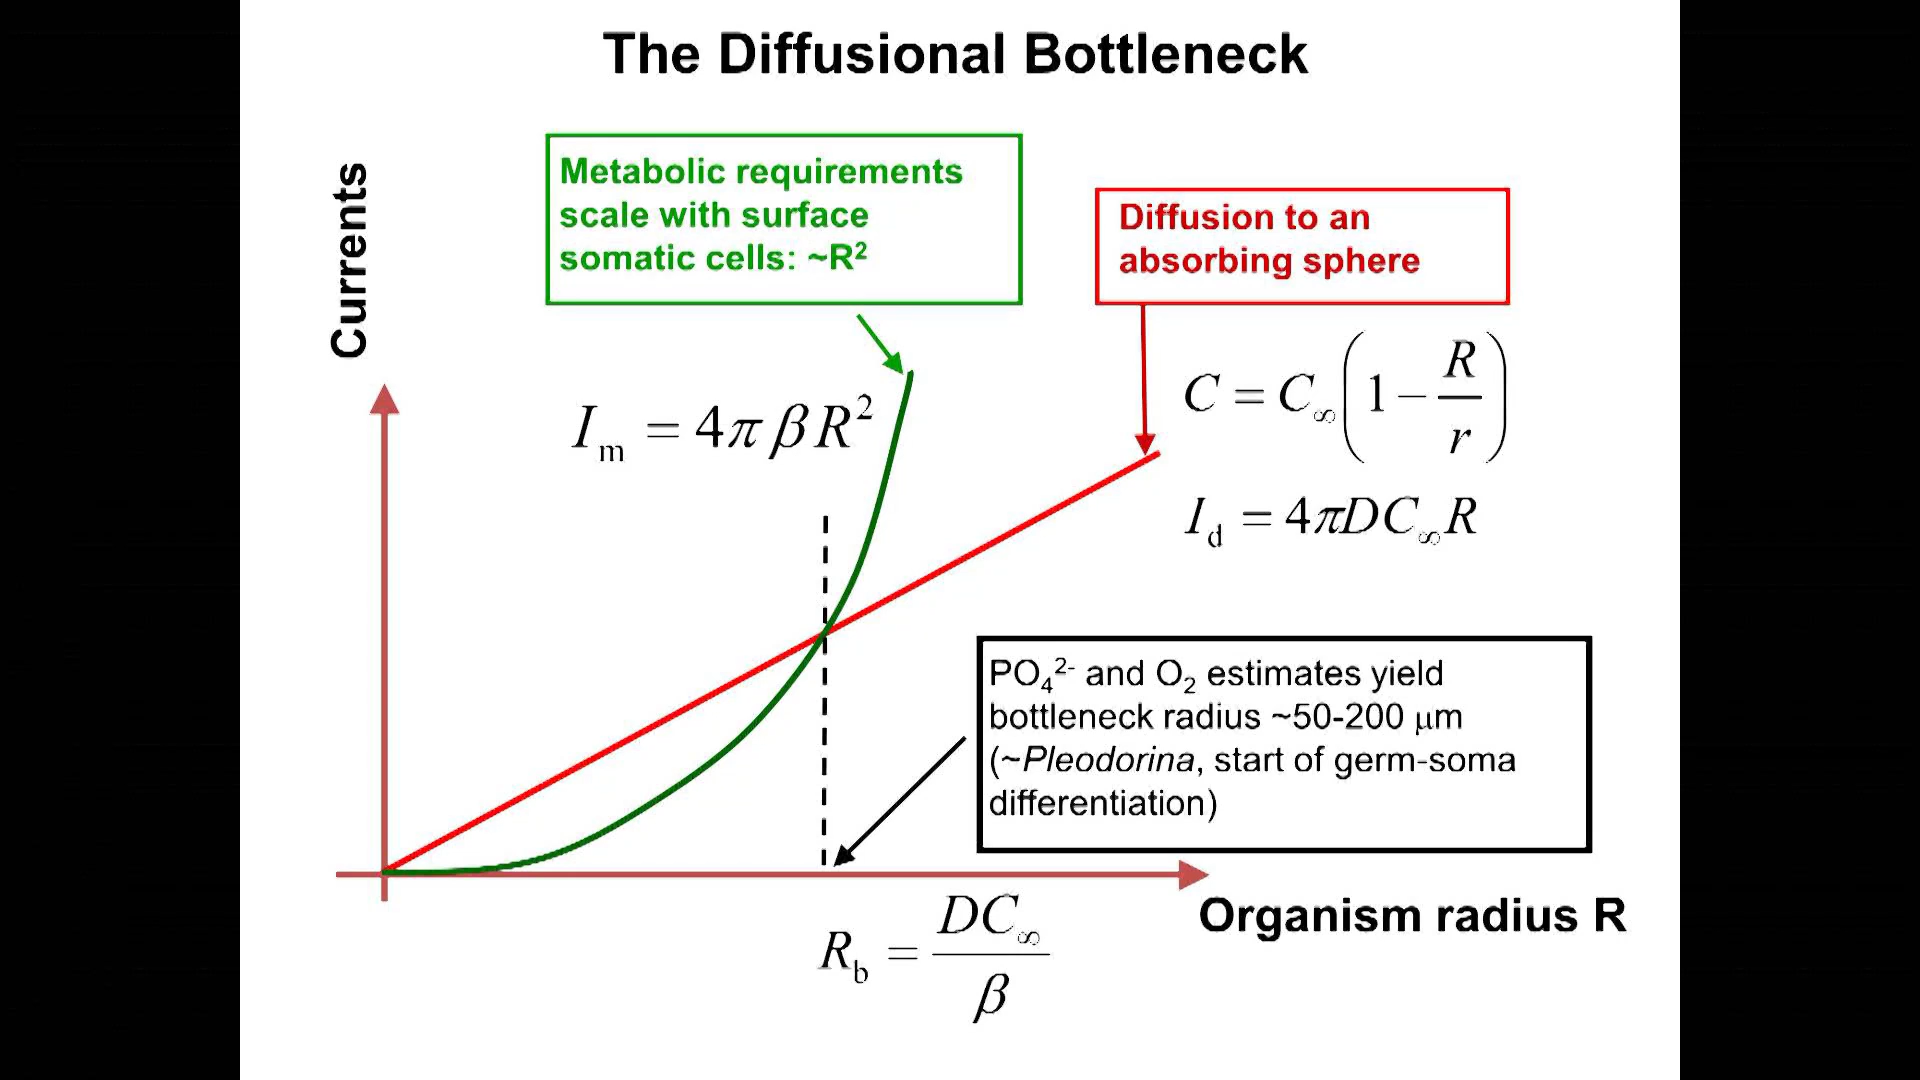 The Diffusional Bottleneck
Currents
Metabolic requirements
scale with surface
somatic cells: ~R²
Diffusion to an
absorbing sphere
I_m = 4πβR²
C = C_∞(1 − R/r)
I_d = 4πDC_∞R
PO₄²⁻ and O₂ estimates yield
bottleneck radius ~50-200 μm
(~Pleodorina, start of germ-soma
differentiation)
Organism radius R
R_b = DC_∞/β